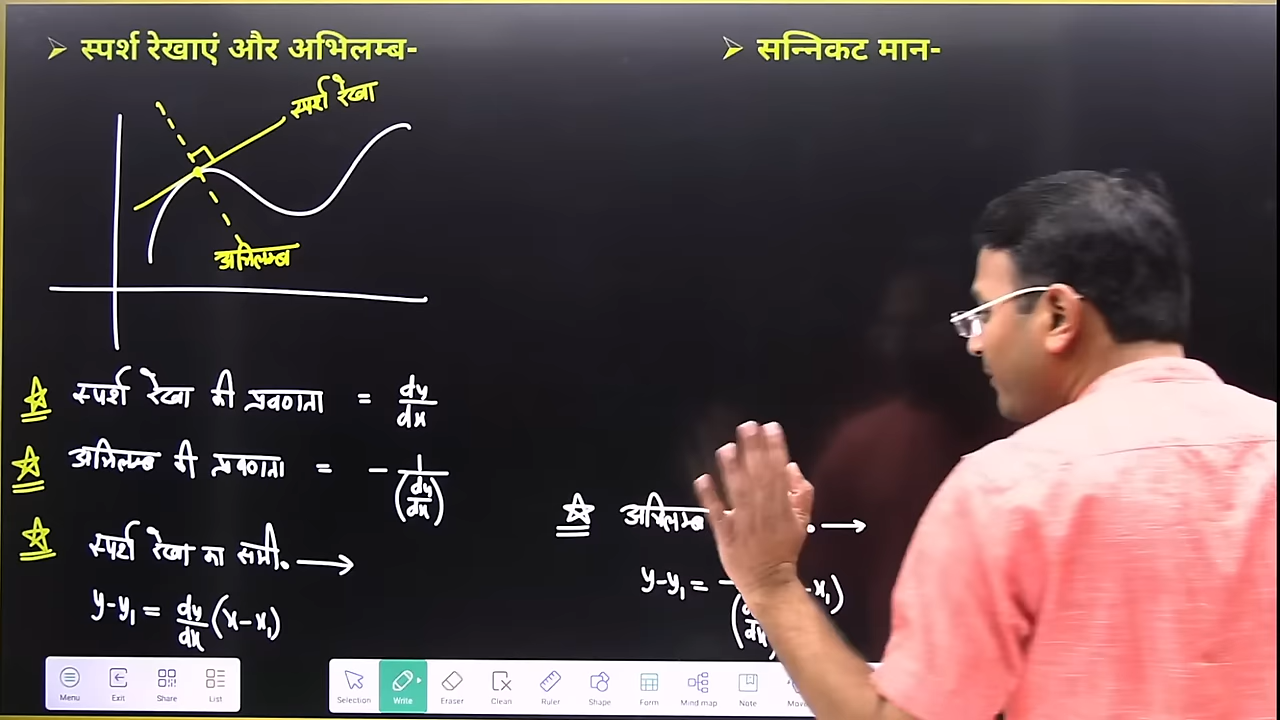 ➢ स्पर्श रेखाएं और अभिलम्ब-
स्पर्श रेखा
अभिलम्ब
स्पर्श रेखा की प्रवणता = dy/dx
अभिलम्ब की प्रवणता = - 1/(dy/dx)
स्पर्श रेखा का समी. ⟶
y-y₁ = dy/dx (x-x₁)
➢ सन्निकट मान-
अभिलम्ब . ⟶
y-y₁ = - -x₁)
Menu Exit Share List
Selection Write Eraser Clean Ruler Shape Form Mind map Note